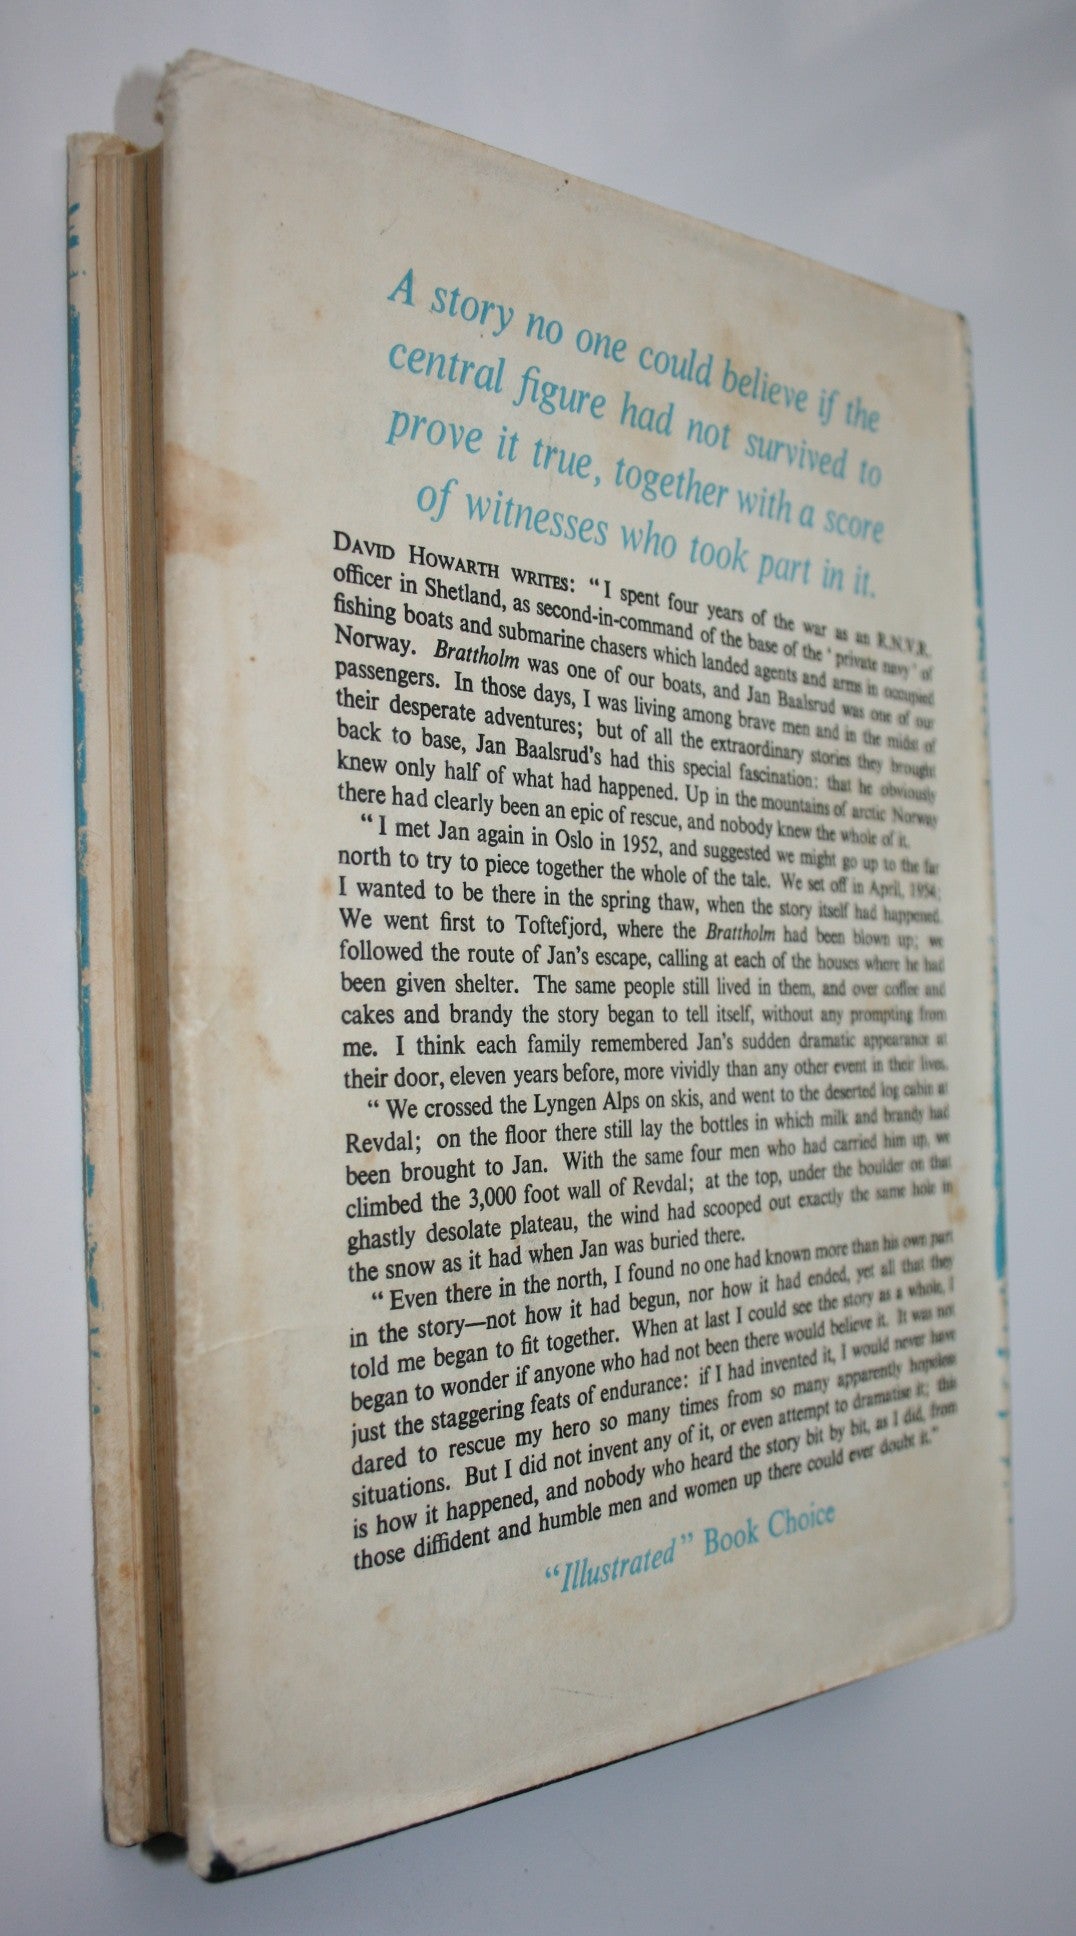 A story no one could believe if the
central figure had not survived to
prove it true, together with a score
of witnesses who took part in it.
DAVID HOWARTH WRITES: "I spent four years of the war as an R.N.V.R.
officer in Shetland, as second-in-command of the base of the 'private navy' of
fishing boats and submarine chasers which landed agents and arms in occupied
Norway. Brattholm was one of our boats, and Jan Baalsrud was one of our
passengers. In those days, I was living among brave men and in the midst of
their desperate adventures; but of all the extraordinary stories they brought
back to base, Jan Baalsrud's had this special fascination: that he obviously
knew only half of what had happened. Up in the mountains of arctic Norway
there had clearly been an epic of rescue, and nobody knew the whole of it.
"I met Jan again in Oslo in 1952, and suggested we might go up to the far
north to try to piece together the whole of the tale. We set off in April, 1954;
I wanted to be there in the spring thaw, when the story itself had happened.
We went first to Toftefjord, where the Brattholm had been blown up; we
followed the route of Jan's escape, calling at each of the houses where he had
been given shelter. The same people still lived in them, and over coffee and
cakes and brandy the story began to tell itself, without any prompting from
me. I think each family remembered Jan's sudden dramatic appearance at
their door, eleven years before, more vividly than any other event in their lives.
"We crossed the Lyngen Alps on skis, and went to the deserted log cabin at
Revdal; on the floor there still lay the bottles in which milk and brandy had
been brought to Jan. With the same four men who had carried him up, we
climbed the 3,000 foot wall of Revdal; at the top, under the boulder on that
ghastly desolate plateau, the wind had scooped out exactly the same hole in
the snow as it had when Jan was buried there.
"Even there in the north, I found no one had known more than his own part
in the story—not how it had begun, nor how it had ended, yet all that they
told me began to fit together. When at last I could see the story as a whole, I
began to wonder if anyone who had not been there would believe it. It was not
just the staggering feats of endurance: if I had invented it, I would never have
dared to rescue my hero so many times from so many apparently hopeless
situations. But I did not invent any of it, or even attempt to dramatise it; this
is how it happened, and nobody who heard the story bit by bit, as I did, from
those diffident and humble men and women up there could ever doubt it."
"Illustrated" Book Choice